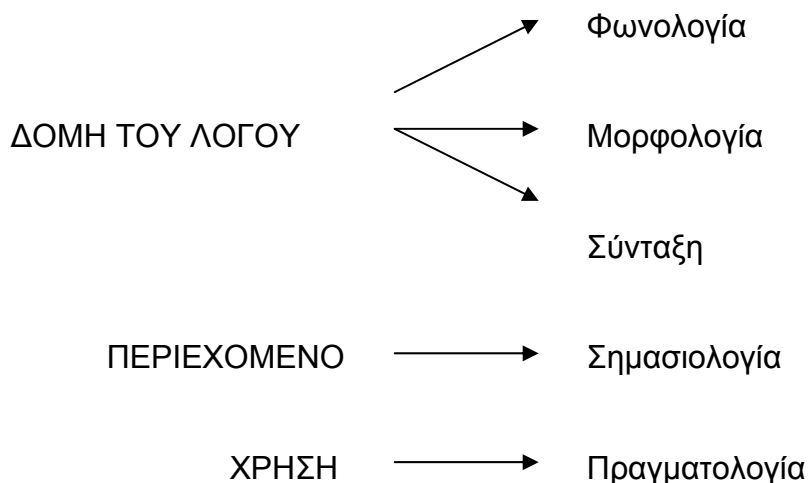 Φωνολογία
ΔΟΜΗ ΤΟΥ ΛΟΓΟΥ Μορφολογία
Σύνταξη
ΠΕΡΙΕΧΟΜΕΝΟ Σημασιολογία
ΧΡΗΣΗ Πραγματολογία